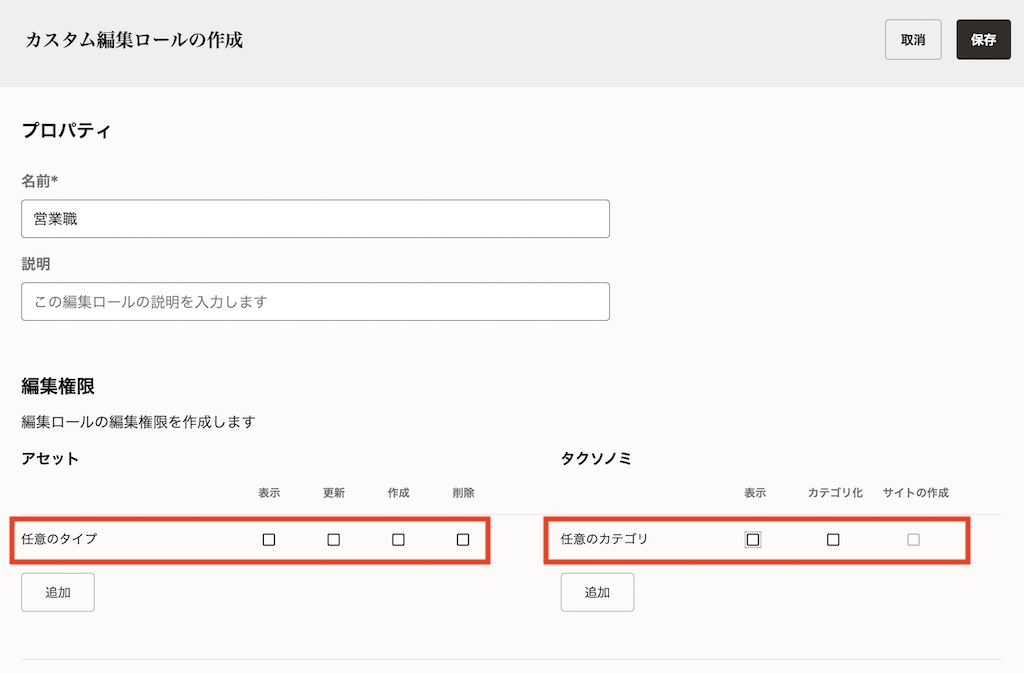 カスタム編集ロールの作成
取消
保存
プロパティ
名前*
営業職
説明
この編集ロールの説明を入力します
編集権限
編集ロールの編集権限を作成します
アセット
表示 更新 作成 削除
任意のタイプ
追加
タクソノミ
表示 カテゴリ化 サイトの作成
任意のカテゴリ
追加